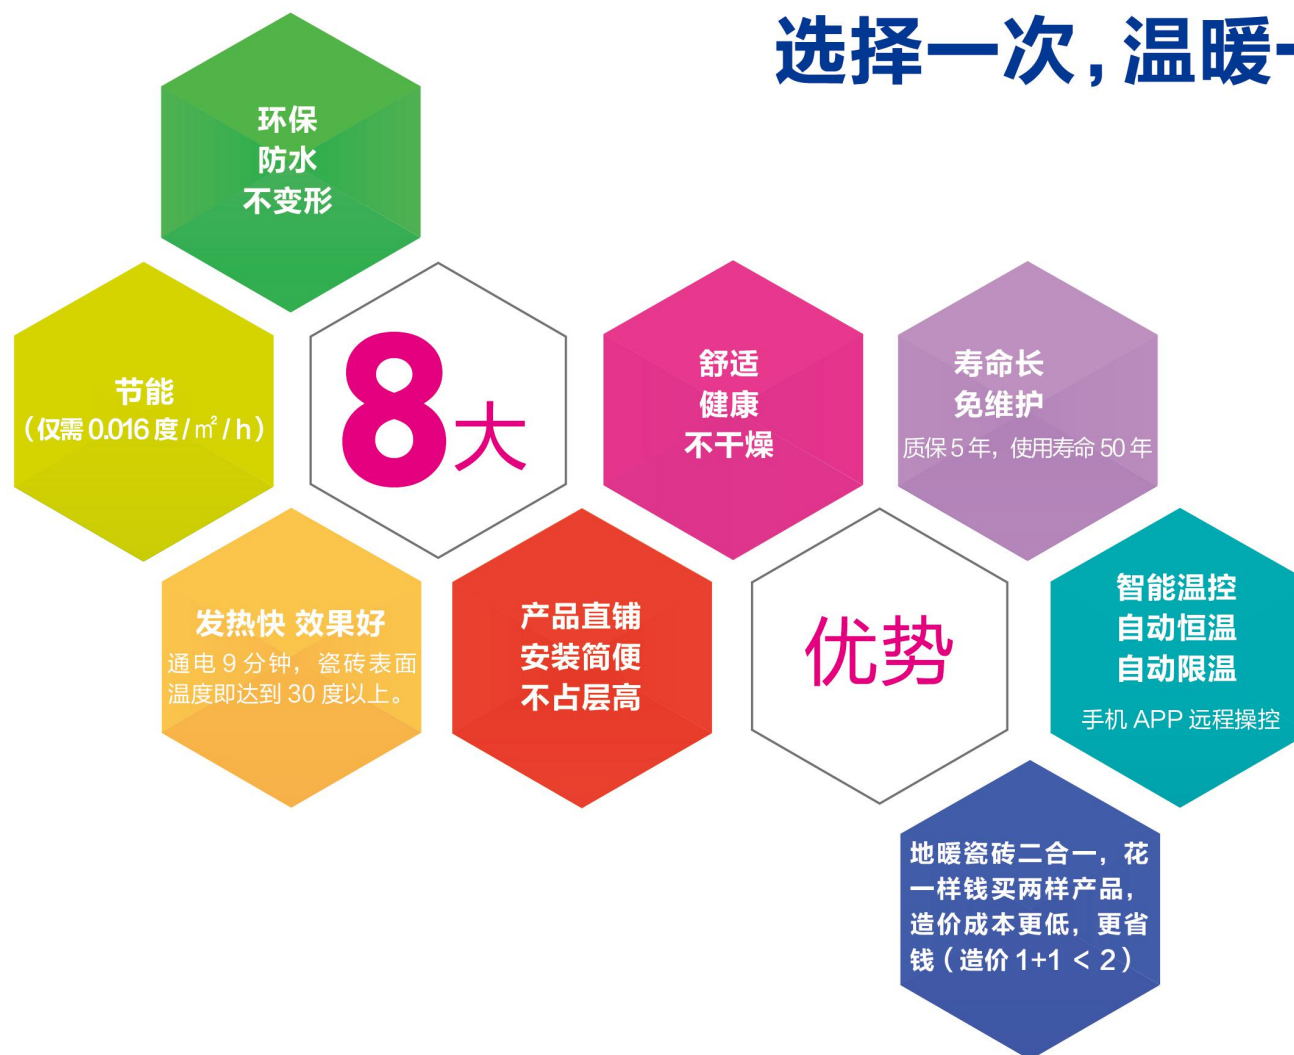 选择一次，温暖一
环保
防水
不变形
节能
（仅需 0.016 度 / ㎡ / h）
8大
舒适
健康
不干燥
寿命长
免维护
质保 5 年，使用寿命 50 年
发热快 效果好
通电 9 分钟，瓷砖表面
温度即达到 30 度以上。
产品直铺
安装简便
不占层高
优势
智能温控
自动恒温
自动限温
手机 APP 远程操控
地暖瓷砖二合一，花
一样钱买两样产品，
造价成本更低，更省
钱（造价 1+1 < 2）